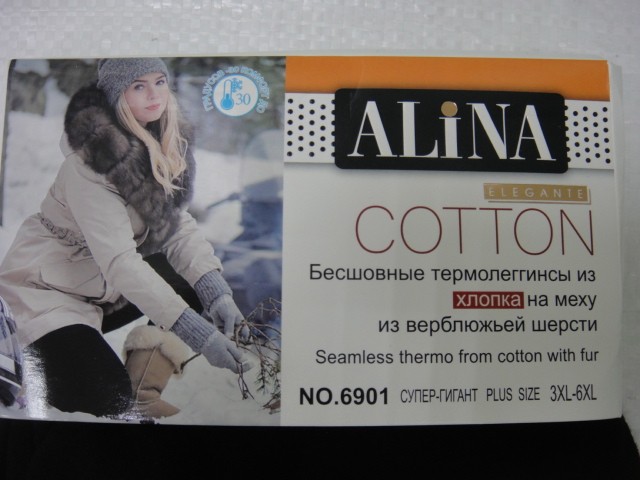 30
ALiNA
ELEGANTE
COTTON
Бесшовные термолеггинсы из
хлопка на меху
из верблюжьей шерсти
Seamless thermo from cotton with fur
NO.6901 СУПЕР-ГИГАНТ PLUS SIZE 3XL-6XL